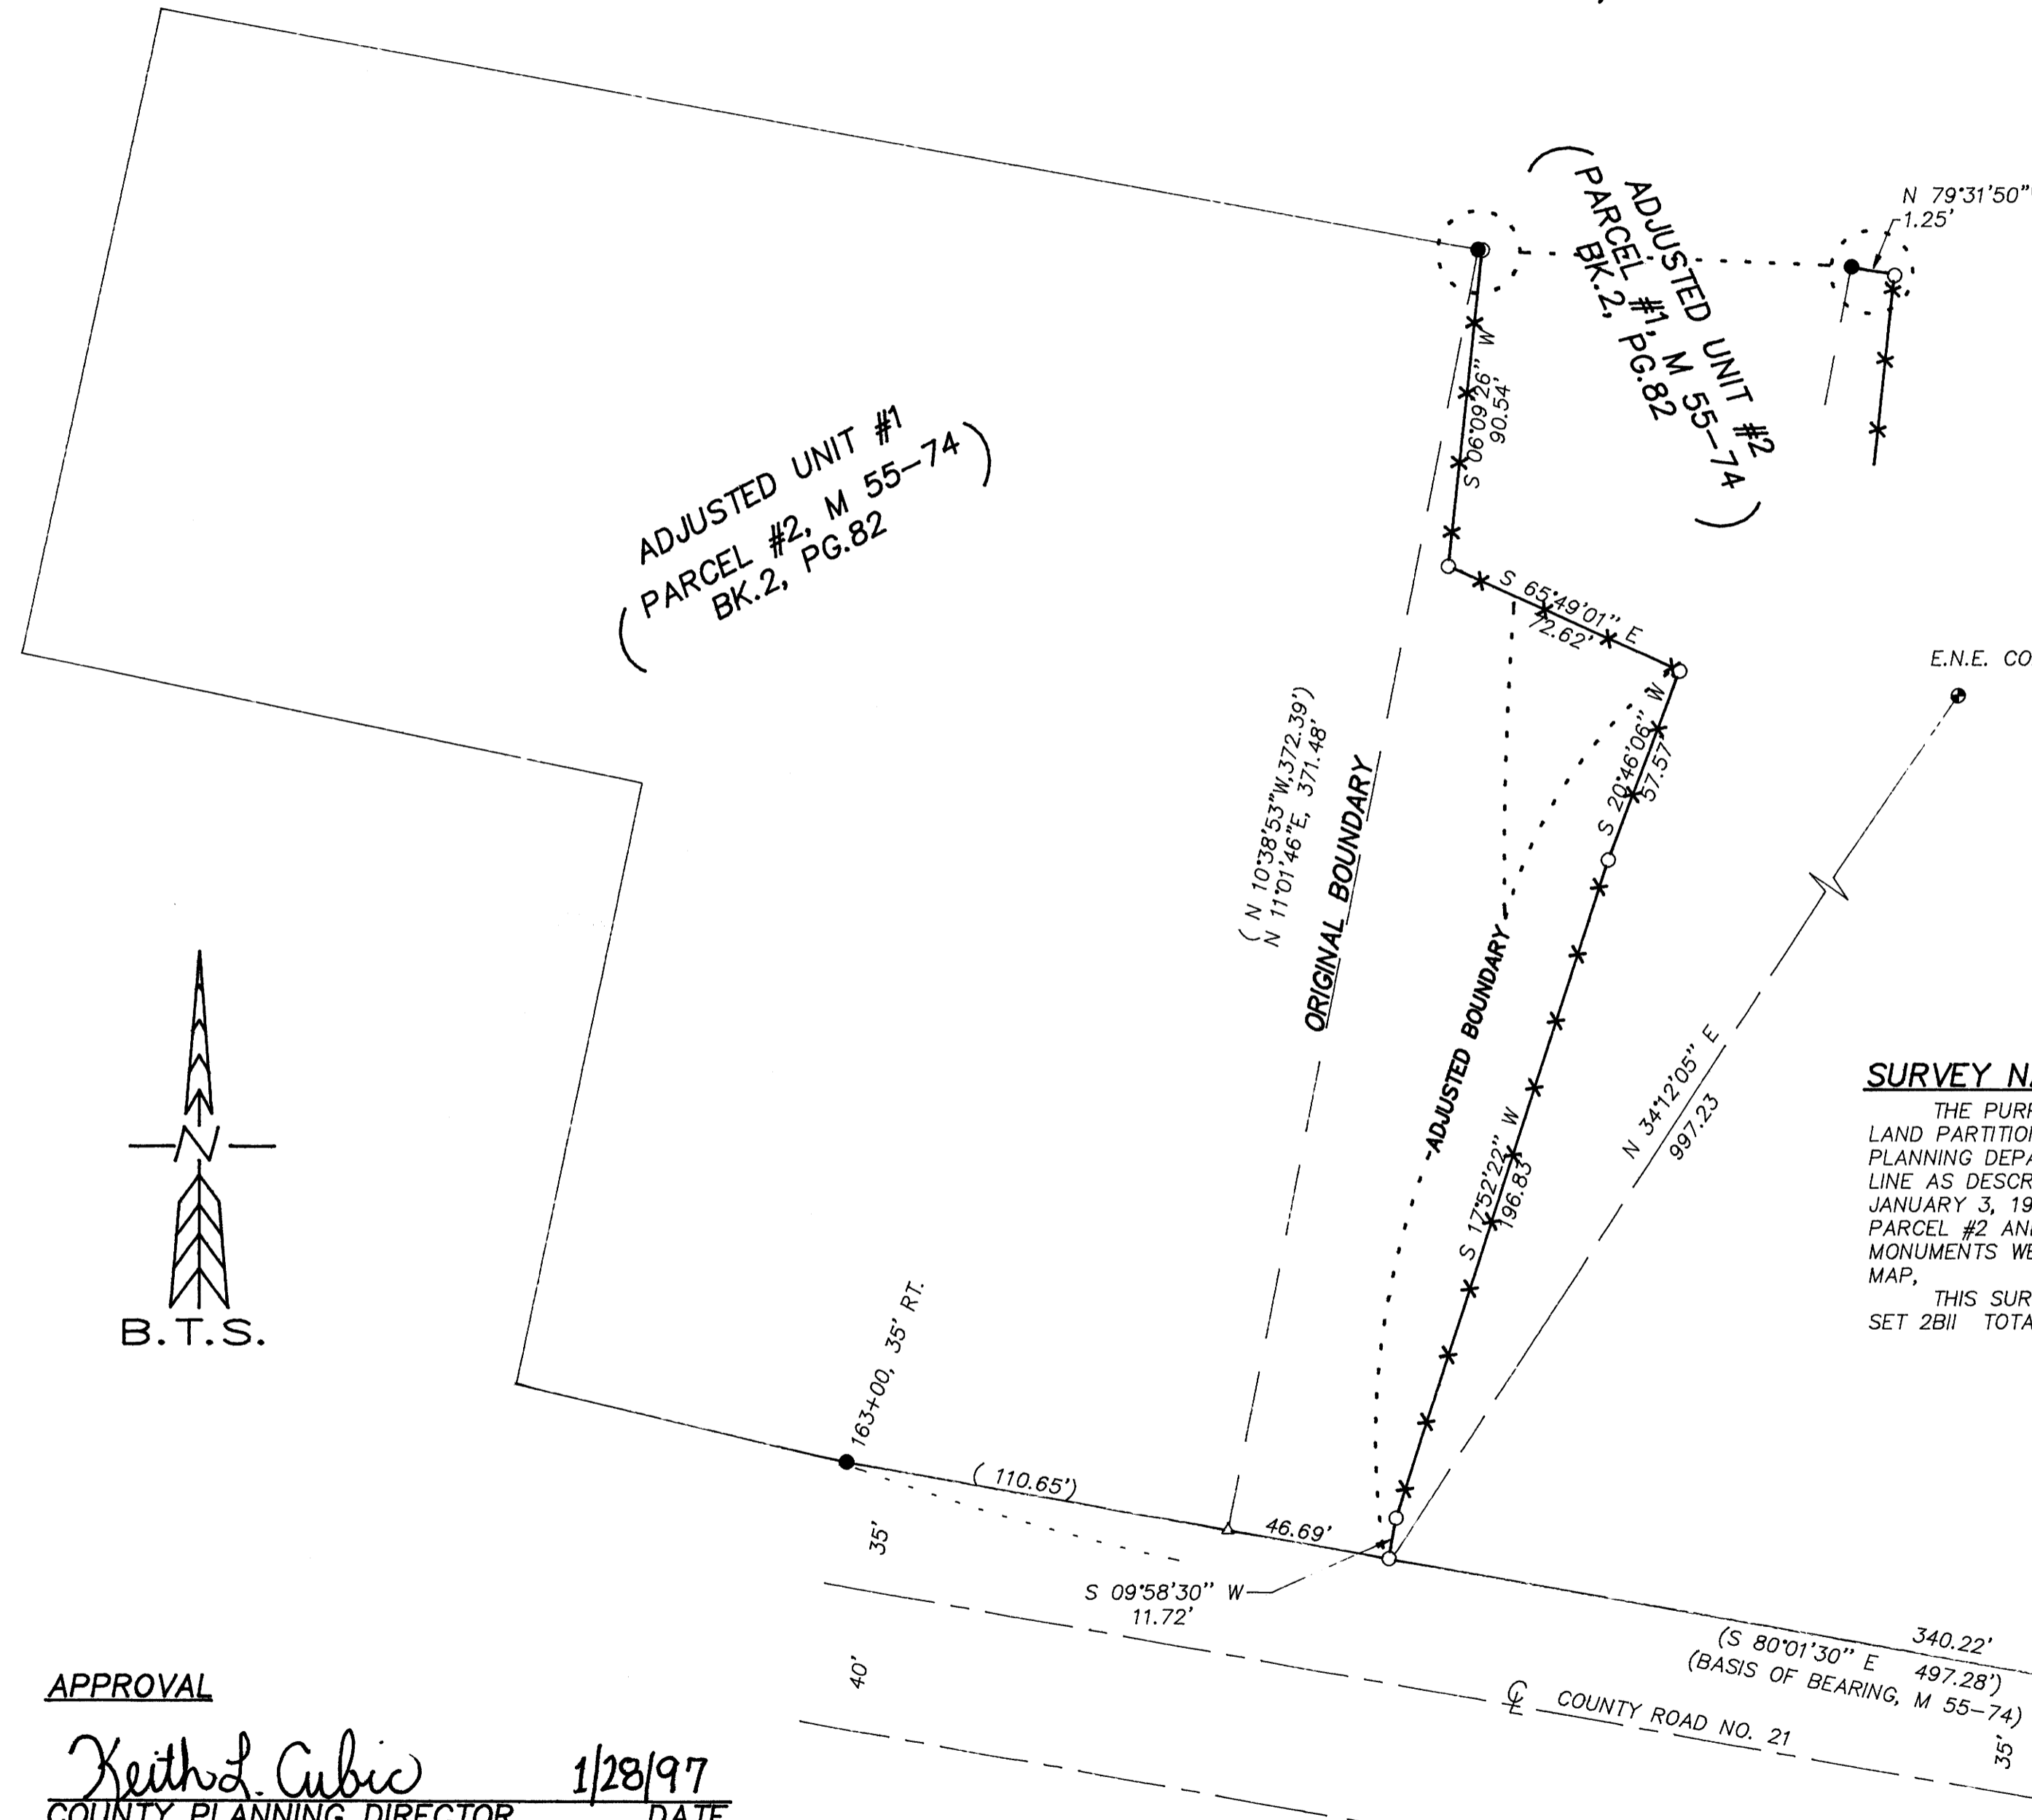 N 79°31'50"
1.25'
ADJUSTED UNIT #2
( PARCEL #1, M 55-74 )
BK.2, PG.82
S 06°09'26" W
90.54'
ADJUSTED UNIT #1
( PARCEL #2, M 55-74 )
BK.2, PG.82
S 65°49'01" E
72.62'
E.N.E. CO
S 20°46'06" W
57.57'
( N 10°38'53"W,372.39')
N 11°01'46"E, 371.48'
ORIGINAL BOUNDARY
ADJUSTED BOUNDARY
N 34°12'05" E
997.23
S 17°52'22" W
196.83
N
B.T.S.
SURVEY N
THE PUR
LAND PARTITION
PLANNING DEPA
LINE AS DESCR
JANUARY 3, 19
PARCEL #2 AN
MONUMENTS WE
MAP,
THIS SUR
SET 2BII TOTA
163+00, 35' RT.
( 110.65')
46.69'
35'
S 09°58'30" W
11.72'
340.22'
(S 80°01'30" E 497.28')
(BASIS OF BEARING, M 55-74)
40'
℄ COUNTY ROAD NO. 21
35'
APPROVAL
Keith L. Cubic 1/28/97
COUNTY PLANNING DIRECTOR DATE